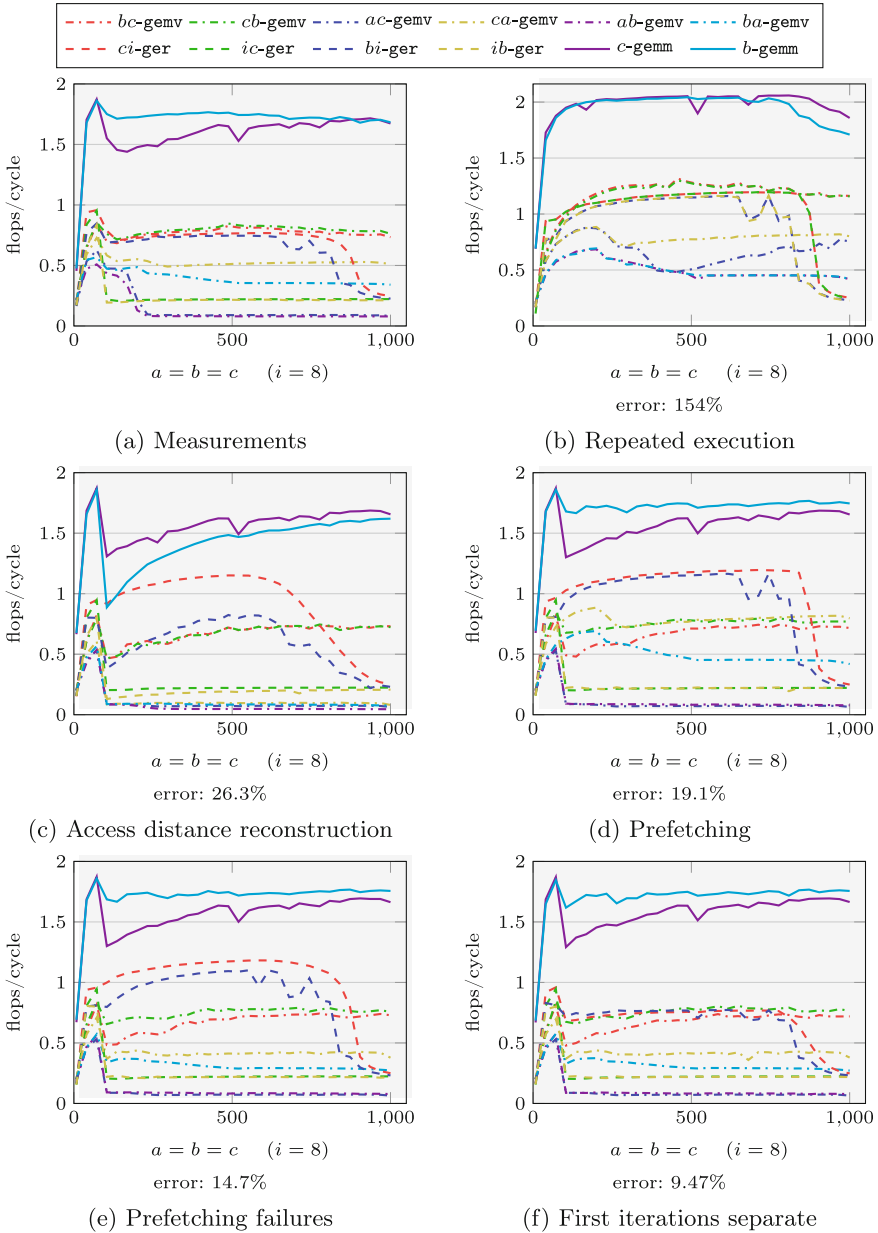 bc-gemv cb-gemv ac-gemv ca-gemv ab-gemv ba-gemv
ci-ger ic-ger bi-ger ib-ger c-gemm b-gemm
2
1.5
1
0.5
0
flops/cycle
0 500 1,000
a = b = c (i = 8)
(a) Measurements
2
1.5
1
0.5
0
flops/cycle
0 500 1,000
a = b = c (i = 8)
error: 154%
(b) Repeated execution
2
1.5
1
0.5
0
flops/cycle
0 500 1,000
a = b = c (i = 8)
error: 26.3%
(c) Access distance reconstruction
2
1.5
1
0.5
0
flops/cycle
0 500 1,000
a = b = c (i = 8)
error: 19.1%
(d) Prefetching
2
1.5
1
0.5
0
flops/cycle
0 500 1,000
a = b = c (i = 8)
error: 14.7%
(e) Prefetching failures
2
1.5
1
0.5
0
flops/cycle
0 500 1,000
a = b = c (i = 8)
error: 9.47%
(f) First iterations separate